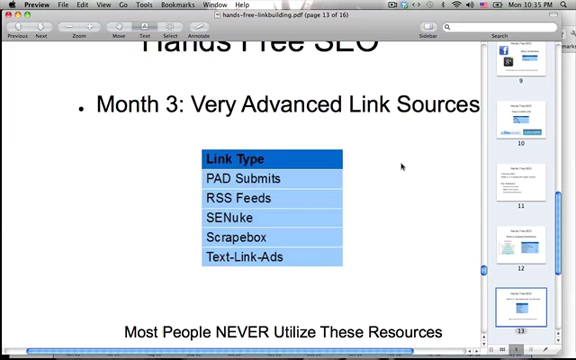 Preview File Edit View Go Tools Bookmarks Window Help Mon 10:35 PM
hands-free-linkbuilding.pdf (page 13 of 16)
Previous Next Zoom Move Text Select Annotate Sidebar Search
Hands Free SEO
• Month 3: Very Advanced Link Sources
Link Type
PAD Submits
RSS Feeds
SENuke
Scrapebox
Text-Link-Ads
Most People NEVER Utilize These Resources
9
10
11
12
13